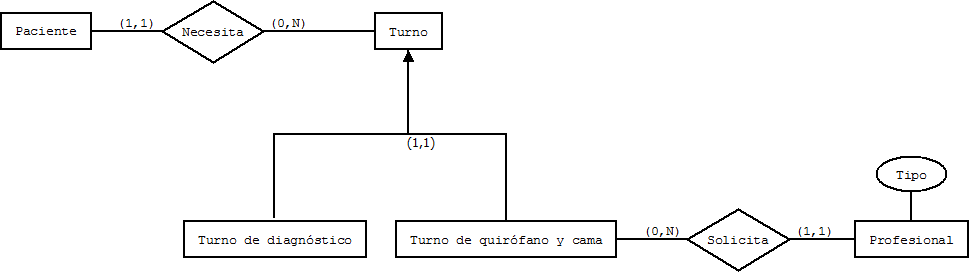 Paciente
(1,1)
Necesita
(0,N)
Turno
(1,1)
Tipo
Turno de diagnóstico
Turno de quirófano y cama
(0,N)
Solicita
(1,1)
Profesional